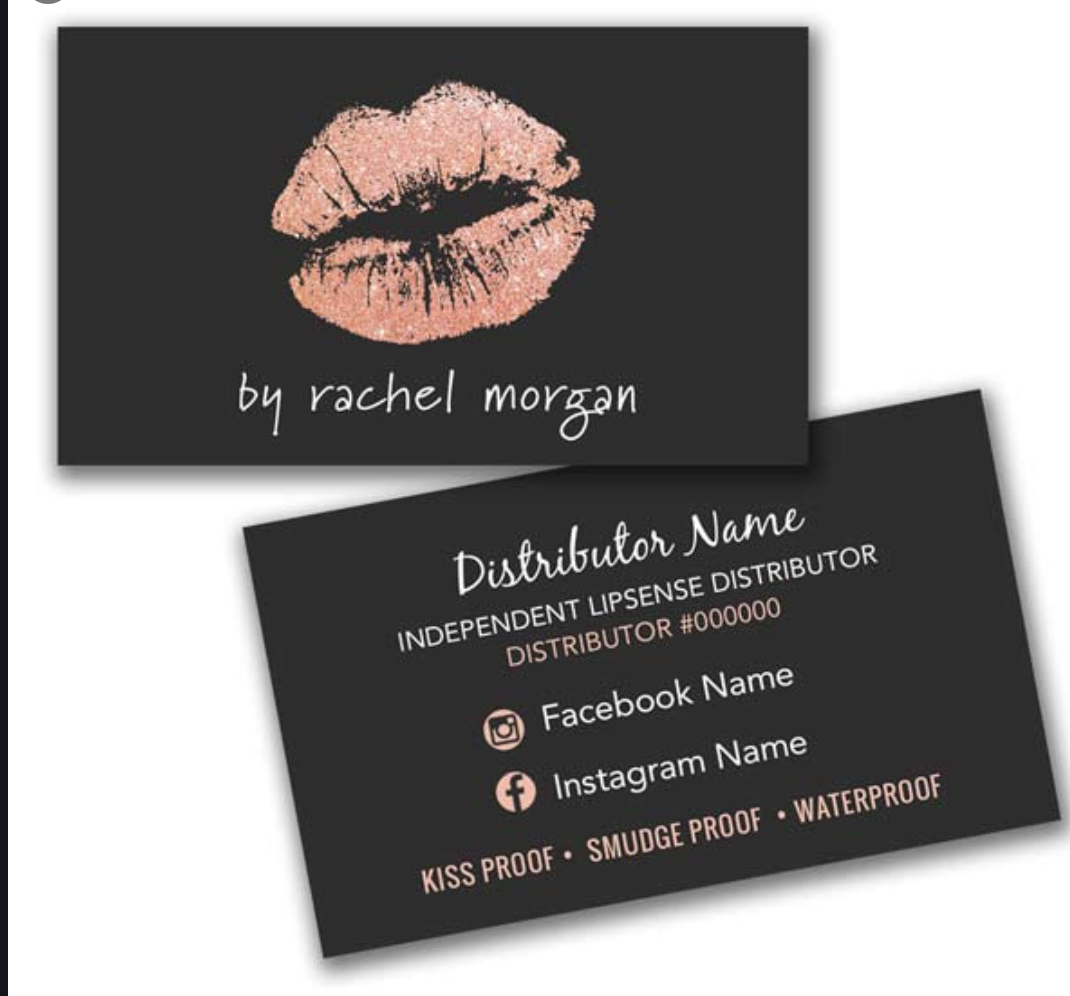 by rachel morgan
Distributor Name
INDEPENDENT LIPSENSE DISTRIBUTOR
DISTRIBUTOR #000000
Facebook Name
Instagram Name
KISS PROOF • SMUDGE PROOF • WATERPROOF